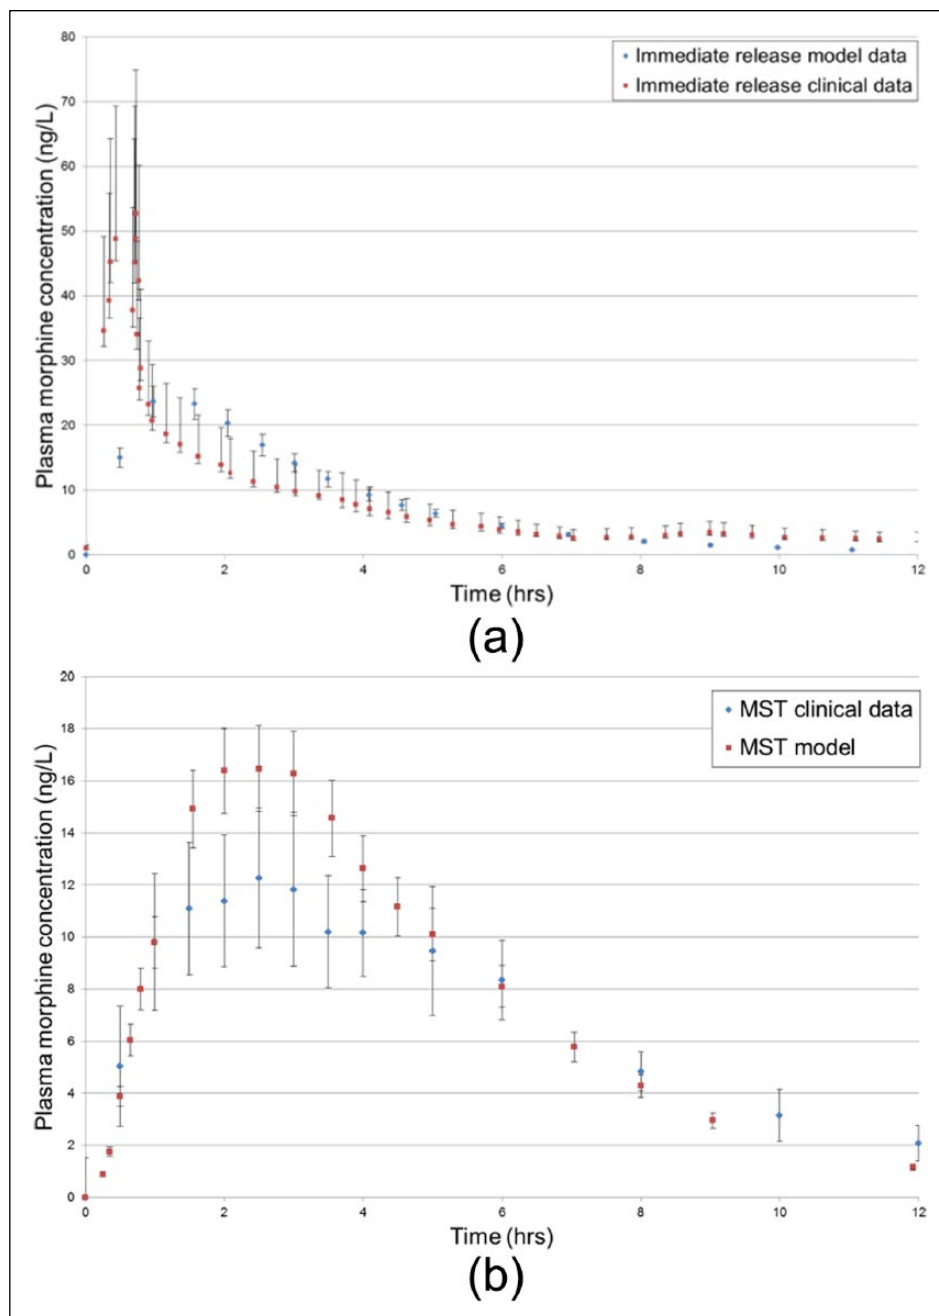 80
Immediate release model data
Immediate release clinical data
70
60
50
40
30
20
10
0
Plasma morphine concentration (ng/L)
0 2 4 6 8 10 12
Time (hrs)
(a)
20
MST clinical data
MST model
18
16
14
12
10
8
6
4
2
0
Plasma morphine concentration (ng/L)
0 2 4 6 8 10 12
Time (hrs)
(b)